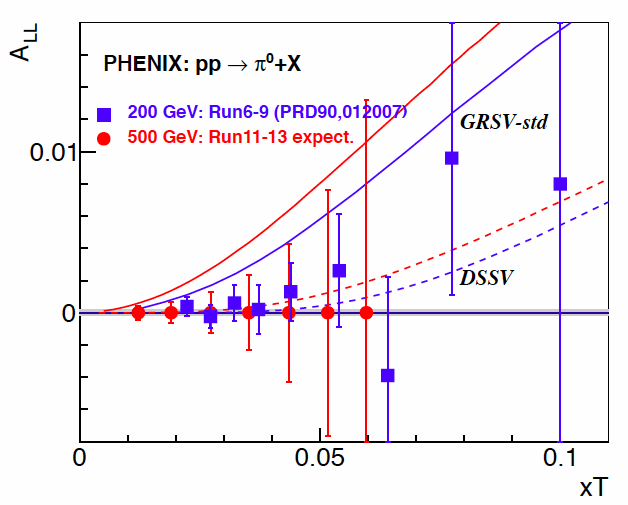 A_LL
PHENIX: pp → π⁰+X
200 GeV: Run6-9 (PRD90,012007)
500 GeV: Run11-13 expect.
GRSV-std
0.01
DSSV
0
0 0.05 0.1
xT